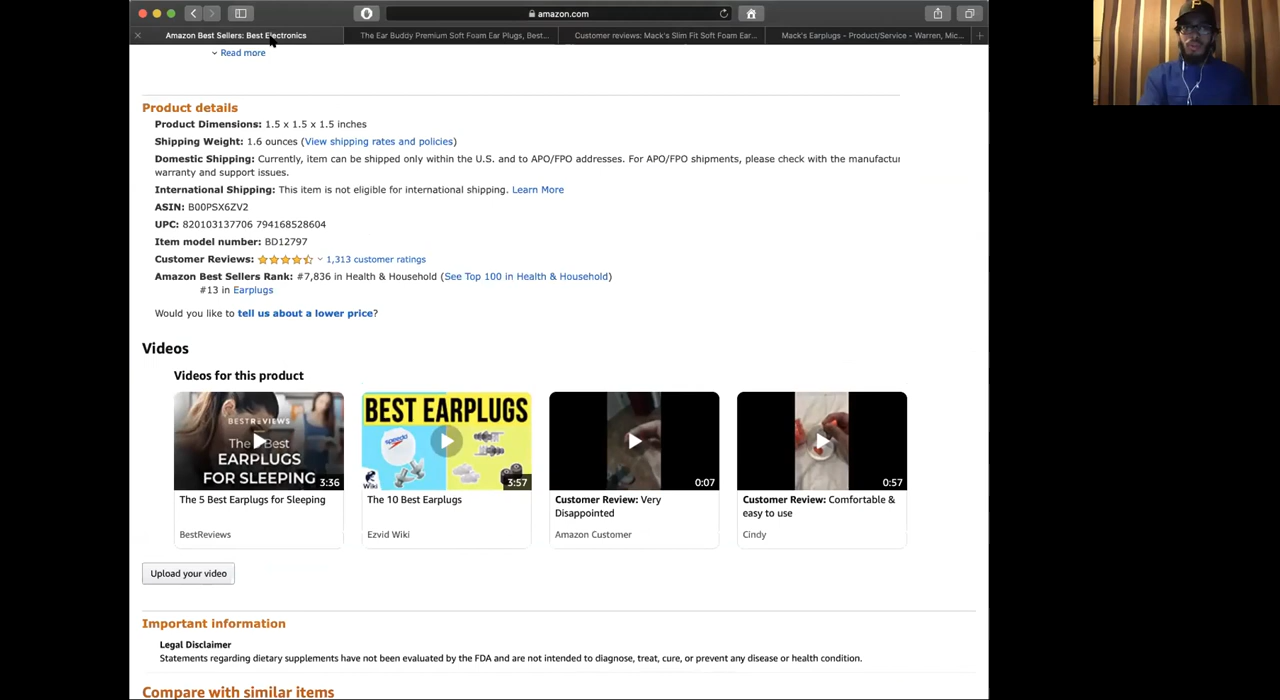 amazon.com
Amazon Best Sellers: Best Electronics
The Ear Buddy Premium Soft Foam Ear Plugs, Best...
Customer reviews: Mack's Slim Fit Soft Foam Ear...
Mack's Earplugs - Product/Service - Warren, Mic...
Read more
Product details
Product Dimensions: 1.5 x 1.5 x 1.5 inches
Shipping Weight: 1.6 ounces (View shipping rates and policies)
Domestic Shipping: Currently, item can be shipped only within the U.S. and to APO/FPO addresses. For APO/FPO shipments, please check with the manufactur
warranty and support issues.
International Shipping: This item is not eligible for international shipping. Learn More
ASIN: B00PSX6ZV2
UPC: 820103137706 794168528604
Item model number: BD12797
Customer Reviews: 1,313 customer ratings
Amazon Best Sellers Rank: #7,836 in Health & Household (See Top 100 in Health & Household)
#13 in Earplugs
Would you like to tell us about a lower price?
Videos
Videos for this product
BESTREVIEWS
The 5 Best
EARPLUGS
FOR SLEEPING
3:36
BEST EARPLUGS
speedo
Wiki
3:57
0:07
0:57
The 5 Best Earplugs for Sleeping
BestReviews
The 10 Best Earplugs
Ezvid Wiki
Customer Review: Very
Disappointed
Amazon Customer
Customer Review: Comfortable &
easy to use
Cindy
Upload your video
Important information
Legal Disclaimer
Statements regarding dietary supplements have not been evaluated by the FDA and are not intended to diagnose, treat, cure, or prevent any disease or health condition.
Compare with similar items
P